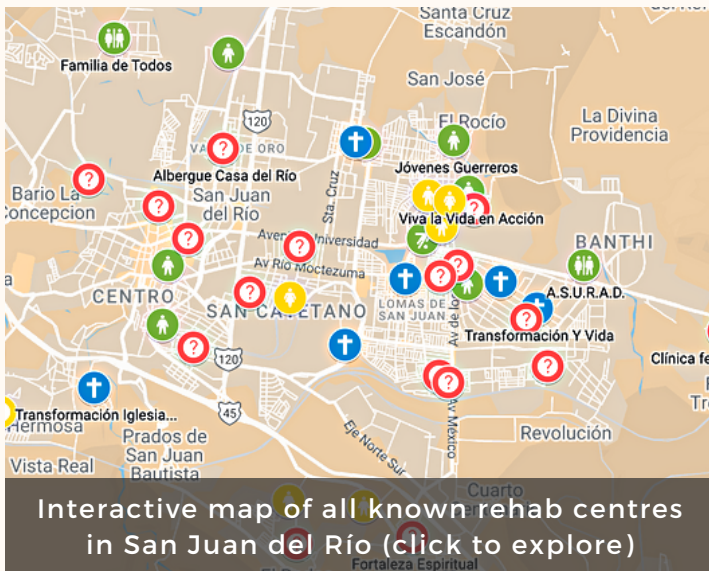 Santa Cruz
Escandón
Familia de Todos
San José
120
El Rocío
La Divina
Providencia
VALLE DE ORO
Jóvenes Guerreros
Albergue Casa del Río
Bario La
Concepcion
San Juan
del Río
Sta. Cruz
Viva la Vida en Acción
Avenida Universidad
BANTHI
Av Río Moctezuma
CENTRO
SAN CAYETANO
LOMAS DE
SAN JUAN
Av de los
A.S.U.R.A.D.
Transformación Y Vida
120
Clínica fe
Transformación Iglesia...
45
Hermosa
Av México
Prados de
San Juan
Bautista
Eje Norte Sur
Revolución
Vista Real
Cuarto
Interactive map of all known rehab centres
in San Juan del Río (click to explore)
Fortaleza Espiritual